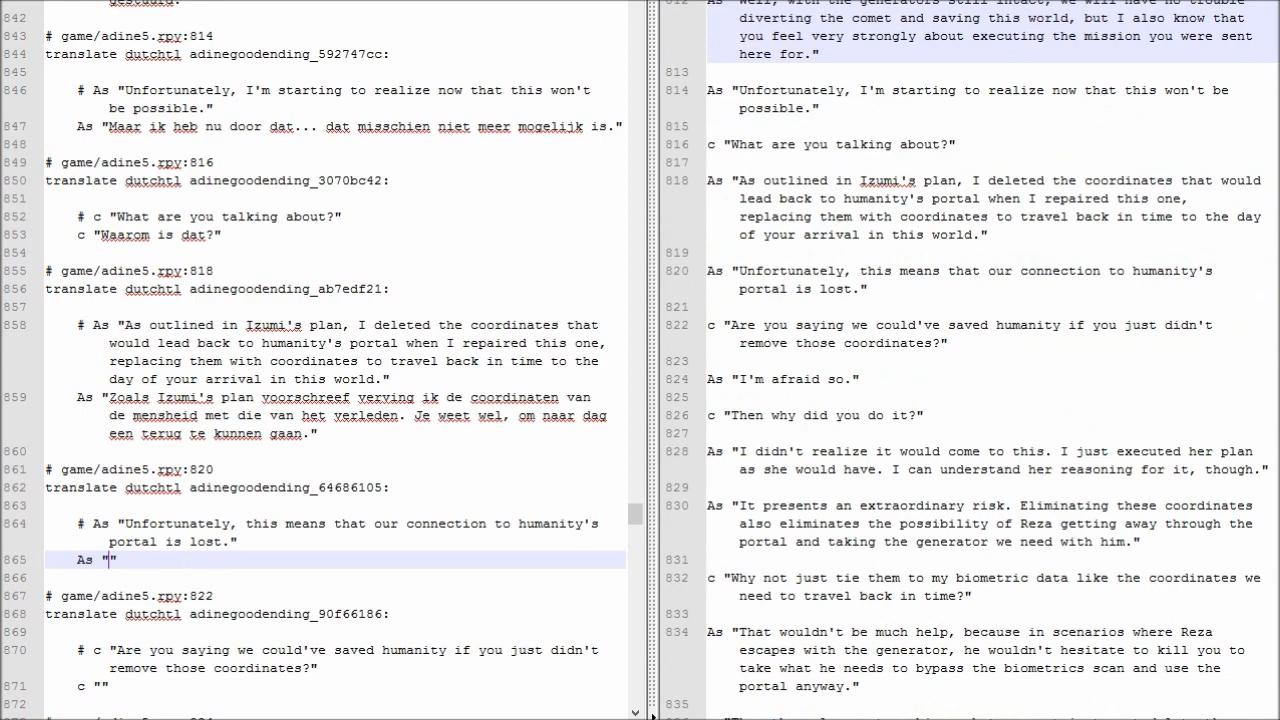 gestuurd."
842
843 # game/adine5.rpy:814
844 translate dutchtl adinegoodending_592747cc:
845
846 # As "Unfortunately, I'm starting to realize now that this won't
be possible."
847 As "Maar ik heb nu door dat... dat misschien niet meer mogelijk is."
848
849 # game/adine5.rpy:816
850 translate dutchtl adinegoodending_3070bc42:
851
852 # c "What are you talking about?"
853 c "Waarom is dat?"
854
855 # game/adine5.rpy:818
856 translate dutchtl adinegoodending_ab7edf21:
857
858 # As "As outlined in Izumi's plan, I deleted the coordinates that
would lead back to humanity's portal when I repaired this one,
replacing them with coordinates to travel back in time to the
day of your arrival in this world."
859 As "Zoals Izumi's plan voorschreef verving ik de coordinaten van
de mensheid met die van het verleden. Je weet wel, om naar dag
een terug te kunnen gaan."
860
861 # game/adine5.rpy:820
862 translate dutchtl adinegoodending_64686105:
863
864 # As "Unfortunately, this means that our connection to humanity's
portal is lost."
865 As ""
866
867 # game/adine5.rpy:822
868 translate dutchtl adinegoodending_90f66186:
869
870 # c "Are you saying we could've saved humanity if you just didn't
remove those coordinates?"
871 c ""
872
812 As "Well, with the generators still intact, we will have no trouble
diverting the comet and saving this world, but I also know that
you feel very strongly about executing the mission you were sent
here for."
813
814 As "Unfortunately, I'm starting to realize now that this won't be
possible."
815
816 c "What are you talking about?"
817
818 As "As outlined in Izumi's plan, I deleted the coordinates that would
lead back to humanity's portal when I repaired this one,
replacing them with coordinates to travel back in time to the day
of your arrival in this world."
819
820 As "Unfortunately, this means that our connection to humanity's
portal is lost."
821
822 c "Are you saying we could've saved humanity if you just didn't
remove those coordinates?"
823
824 As "I'm afraid so."
825
826 c "Then why did you do it?"
827
828 As "I didn't realize it would come to this. I just executed her plan
as she would have. I can understand her reasoning for it, though."
829
830 As "It presents an extraordinary risk. Eliminating these coordinates
also eliminates the possibility of Reza getting away through the
portal and taking the generator we need with him."
831
832 c "Why not just tie them to my biometric data like the coordinates we
need to travel back in time?"
833
834 As "That wouldn't be much help, because in scenarios where Reza
escapes with the generator, he wouldn't hesitate to kill you to
take what he needs to bypass the biometrics scan and use the
portal anyway."
835